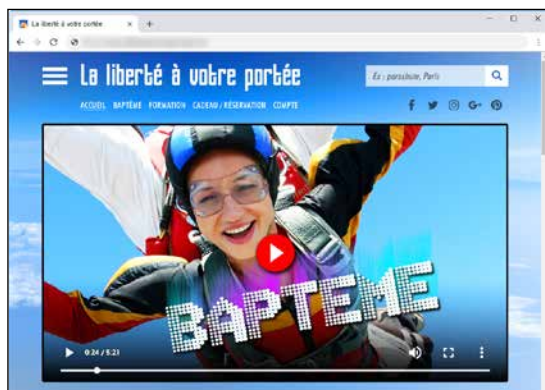 La liberté à votre portée
La liberté à votre portée
Ex : parachute, Paris
ACCUEIL BAPTÊME FORMATION CADEAU / RÉSERVATION COMPTE
BAPTEME
0:24 / 5:21